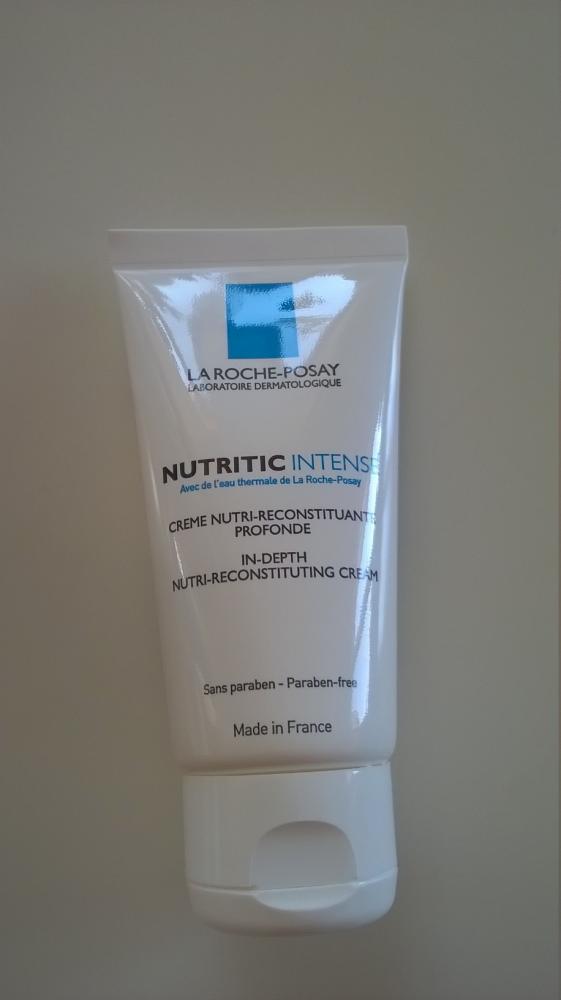 LA ROCHE-POSAY
LABORATOIRE DERMATOLOGIQUE
NUTRITIC INTENSE
Avec de l'eau thermale de La Roche-Posay
CREME NUTRI-RECONSTITUANTE
PROFONDE
IN-DEPTH
NUTRI-RECONSTITUTING CREAM
Sans paraben - Paraben-free
Made in France